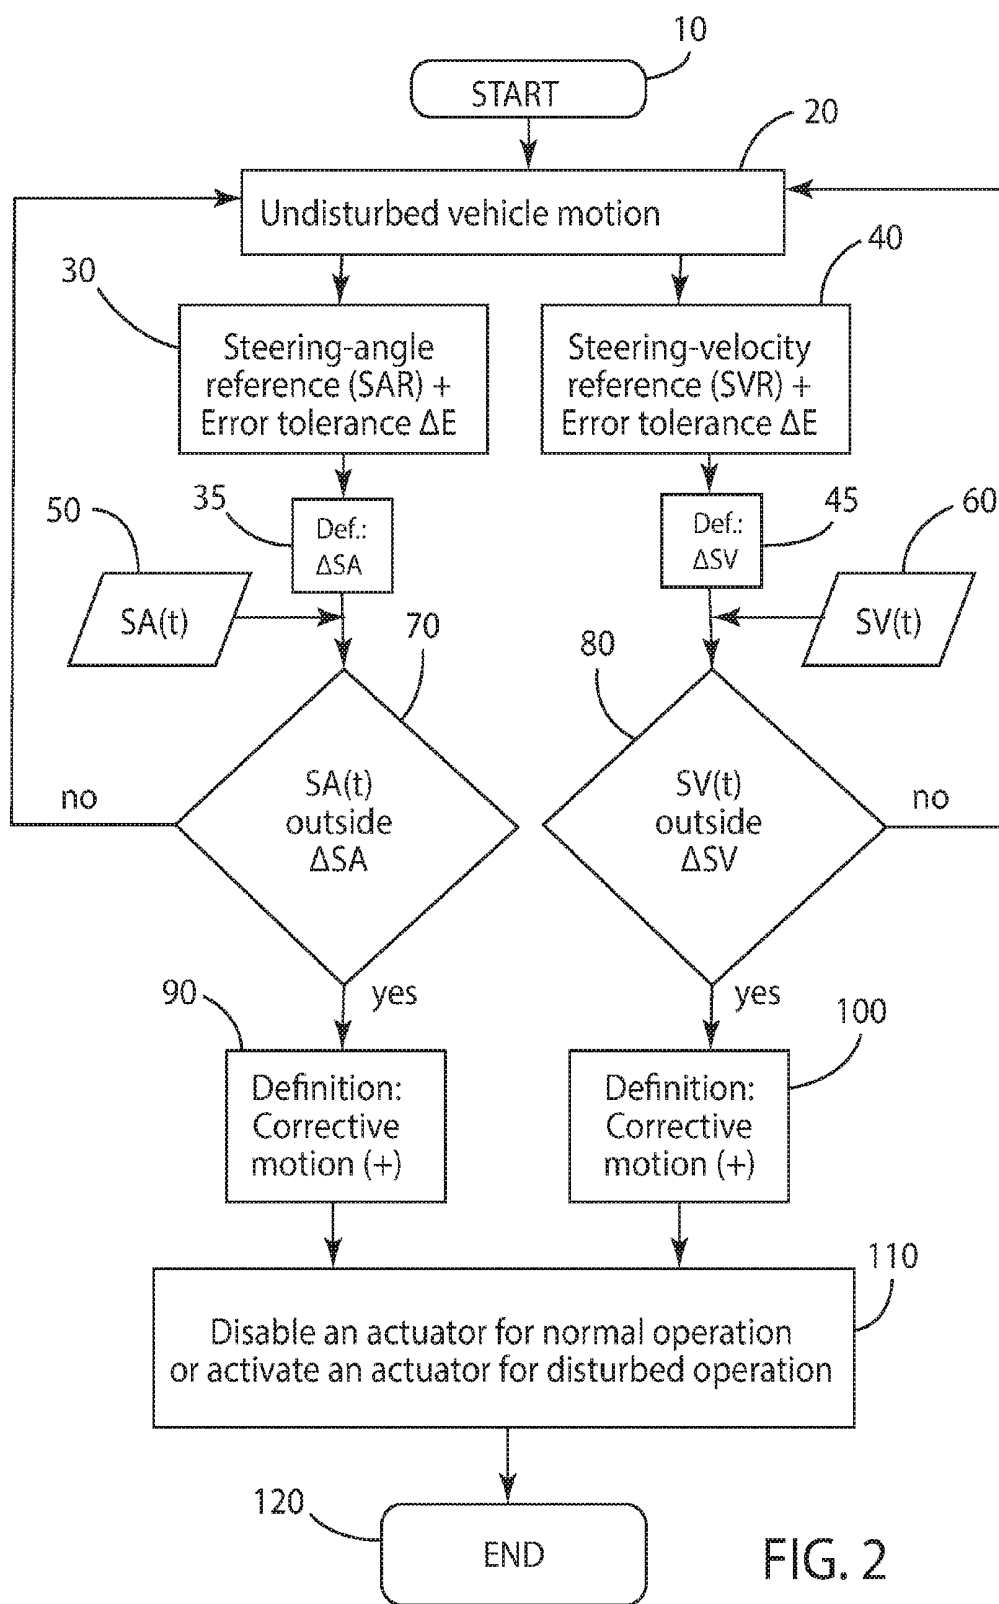 10
START
20
Undisturbed vehicle motion
30
40
Steering-angle
reference (SAR) +
Error tolerance ΔE
Steering-velocity
reference (SVR) +
Error tolerance ΔE
35
Def.:
ΔSA
45
Def.:
ΔSV
50
SA(t)
60
SV(t)
70
80
SA(t)
outside
ΔSA
SV(t)
outside
ΔSV
no
no
yes
yes
90
100
Definition:
Corrective
motion (+)
Definition:
Corrective
motion (+)
110
Disable an actuator for normal operation
or activate an actuator for disturbed operation
120
END
FIG. 2